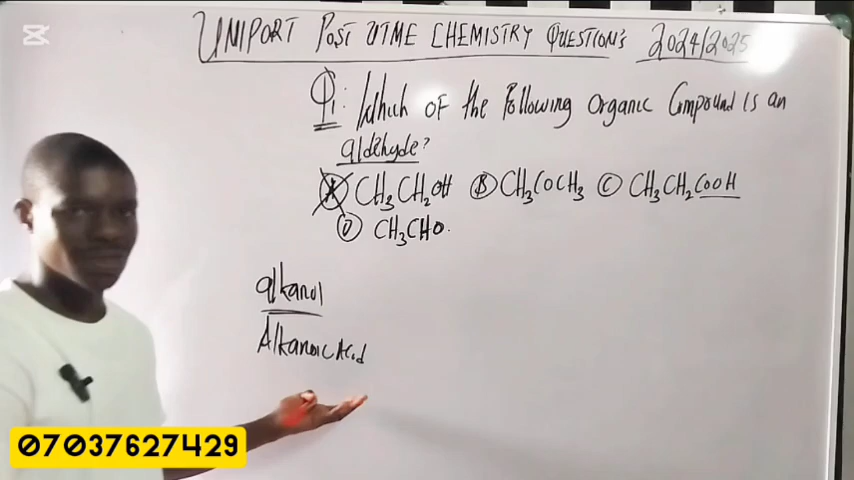 UNIPORT POST UTME CHEMISTRY QUESTION'S 2024/2025
Q1: Which OF the Following Organic Compound is an
aldehyde?
A CH3CH2OH B CH3COCH3 C CH3CH2COOH
D CH3CHO.
alkanol
Alkanoic Acid
07037627429